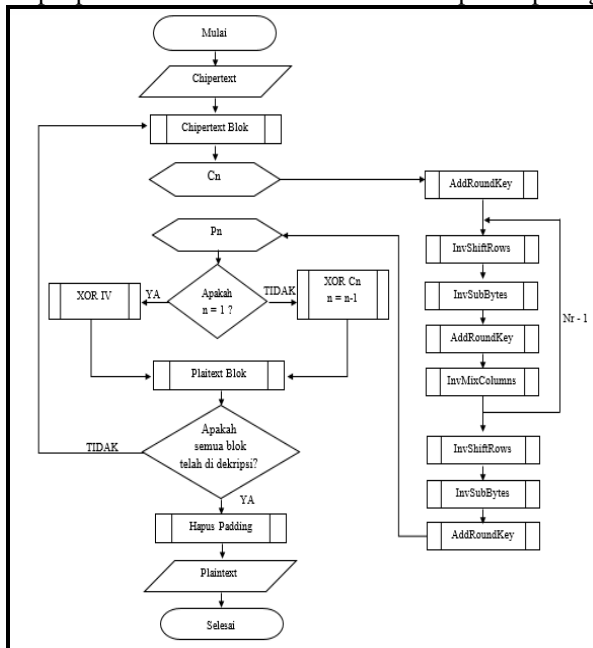 Mulai
Chipertext
Chipertext Blok
Cn
AddRoundKey
InvShiftRows
InvSubBytes
AddRoundKey
InvMixColumns
Nr - 1
InvShiftRows
InvSubBytes
AddRoundKey
Pn
Apakah
n = 1 ?
YA
TIDAK
XOR IV
XOR Cn
n = n-1
Plaitext Blok
Apakah
semua blok
telah di dekripsi?
TIDAK
YA
Hapus Padding
Plaintext
Selesai